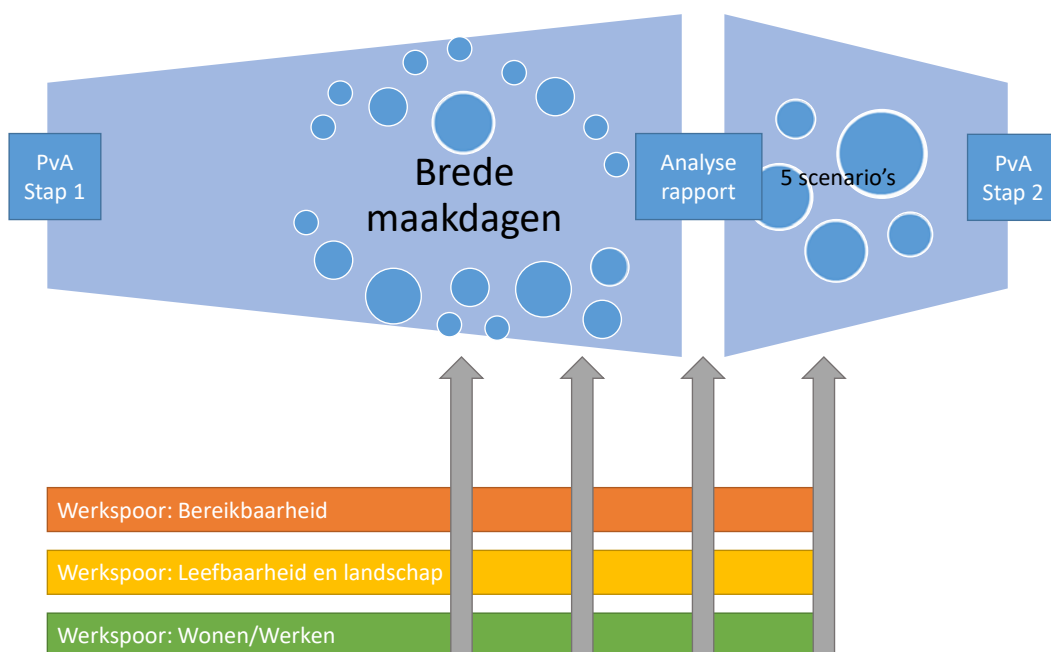 PvA
Stap 1
Brede
maakdagen
Analyse
rapport
5 scenario's
PvA
Stap 2
Werkspoor: Bereikbaarheid
Werkspoor: Leefbaarheid en landschap
Werkspoor: Wonen/Werken